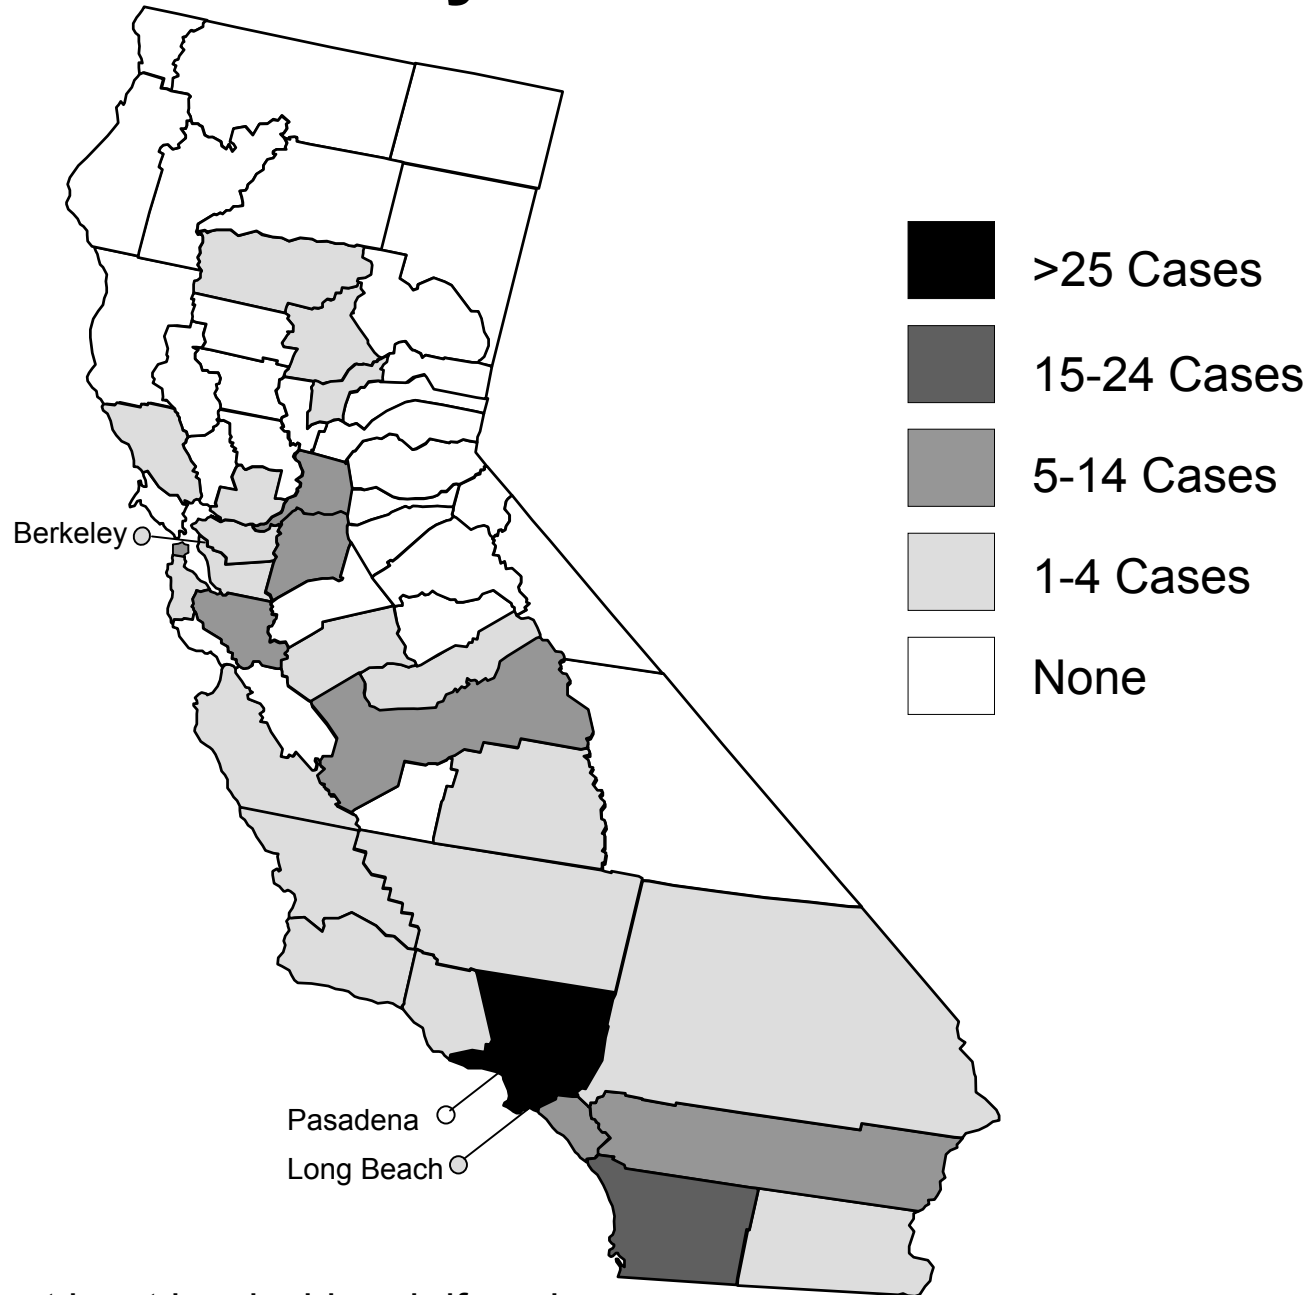 >25 Cases
15-24 Cases
5-14 Cases
1-4 Cases
None
Berkeley
Pasadena
Long Beach